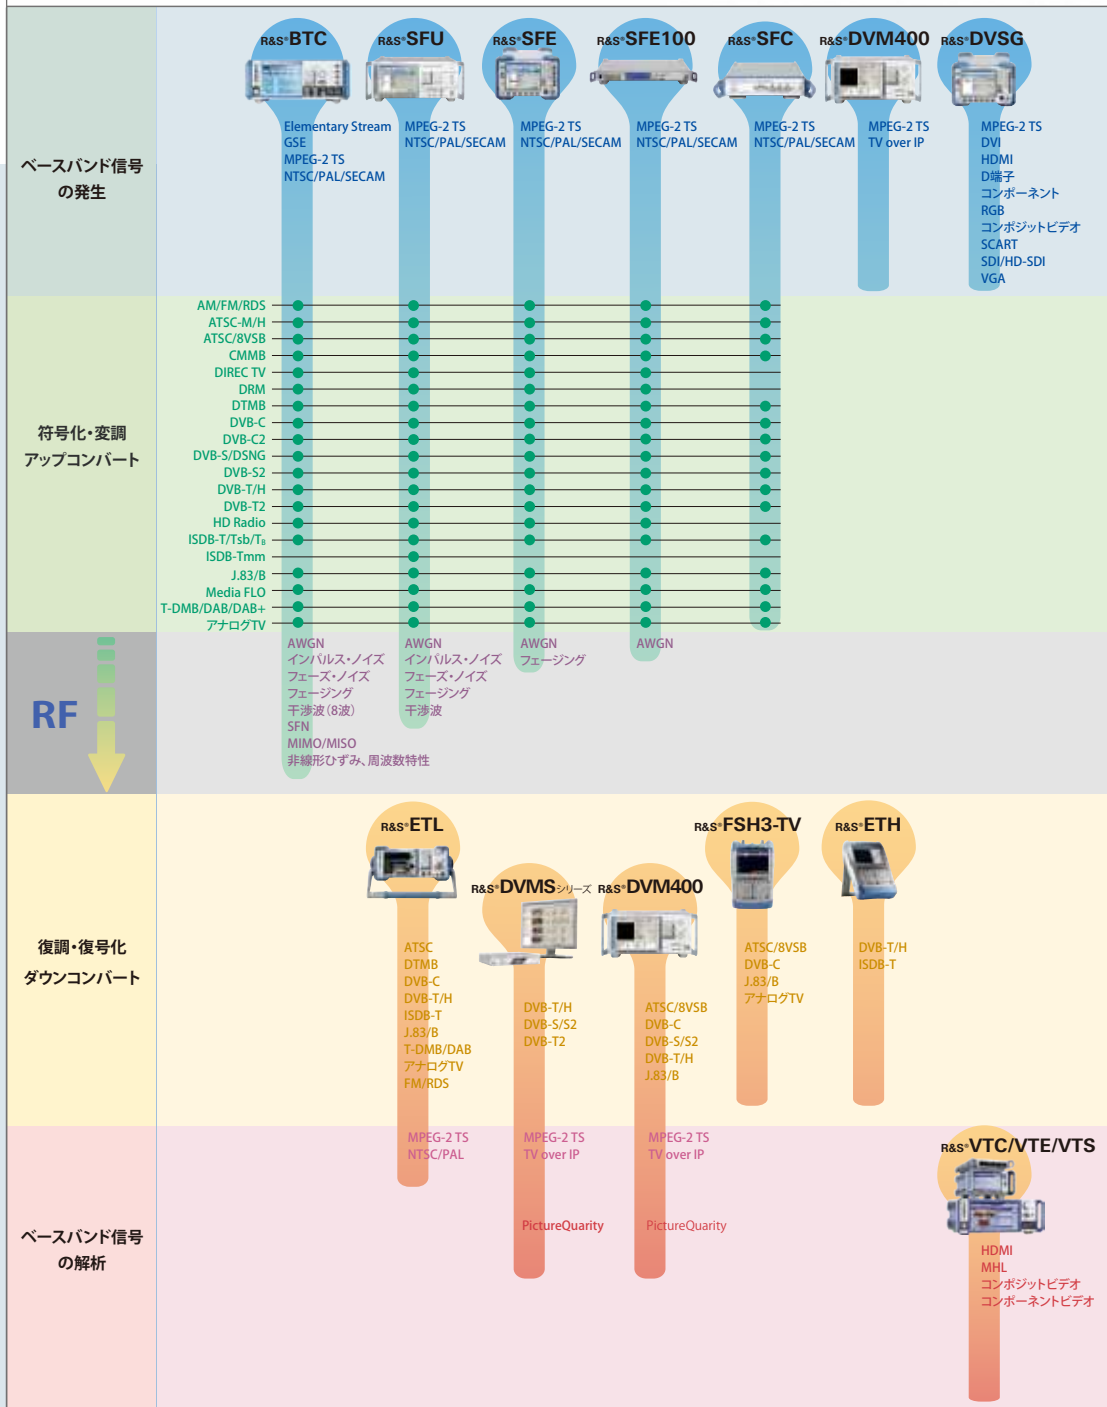 R&S®BTC
R&S®SFU
R&S®SFE
R&S®SFE100
R&S®SFC
R&S®DVM400
R&S®DVSG
ベースバンド信号
の発生
Elementary Stream
GSE
MPEG-2 TS
NTSC/PAL/SECAM
MPEG-2 TS
NTSC/PAL/SECAM
MPEG-2 TS
NTSC/PAL/SECAM
MPEG-2 TS
NTSC/PAL/SECAM
MPEG-2 TS
NTSC/PAL/SECAM
MPEG-2 TS
TV over IP
MPEG-2 TS
DVI
HDMI
D端子
コンポーネント
RGB
コンポジットビデオ
SCART
SDI/HD-SDI
VGA
符号化・変調
アップコンバート
AM/FM/RDS
ATSC-M/H
ATSC/8VSB
CMMB
DIREC TV
DRM
DTMB
DVB-C
DVB-C2
DVB-S/DSNG
DVB-S2
DVB-T/H
DVB-T2
HD Radio
ISDB-T/Tsb/TB
ISDB-Tmm
J.83/B
Media FLO
T-DMB/DAB/DAB+
アナログTV
RF
AWGN
インパルス・ノイズ
フェーズ・ノイズ
フェージング
干渉波（8波）
SFN
MIMO/MISO
非線形ひずみ、周波数特性
AWGN
インパルス・ノイズ
フェーズ・ノイズ
フェージング
干渉波
AWGN
フェージング
AWGN
復調・復号化
ダウンコンバート
R&S®ETL
R&S®DVMSシリーズ
R&S®DVM400
R&S®FSH3-TV
R&S®ETH
ATSC
DTMB
DVB-C
DVB-T/H
ISDB-T
J.83/B
T-DMB/DAB
アナログTV
FM/RDS
DVB-T/H
DVB-S/S2
DVB-T2
ATSC/8VSB
DVB-C
DVB-S/S2
DVB-T/H
J.83/B
ATSC/8VSB
DVB-C
J.83/B
アナログTV
DVB-T/H
ISDB-T
ベースバンド信号
の解析
MPEG-2 TS
NTSC/PAL
MPEG-2 TS
TV over IP
PictureQuarity
MPEG-2 TS
TV over IP
PictureQuarity
R&S®VTC/VTE/VTS
HDMI
MHL
コンポジットビデオ
コンポーネントビデオ